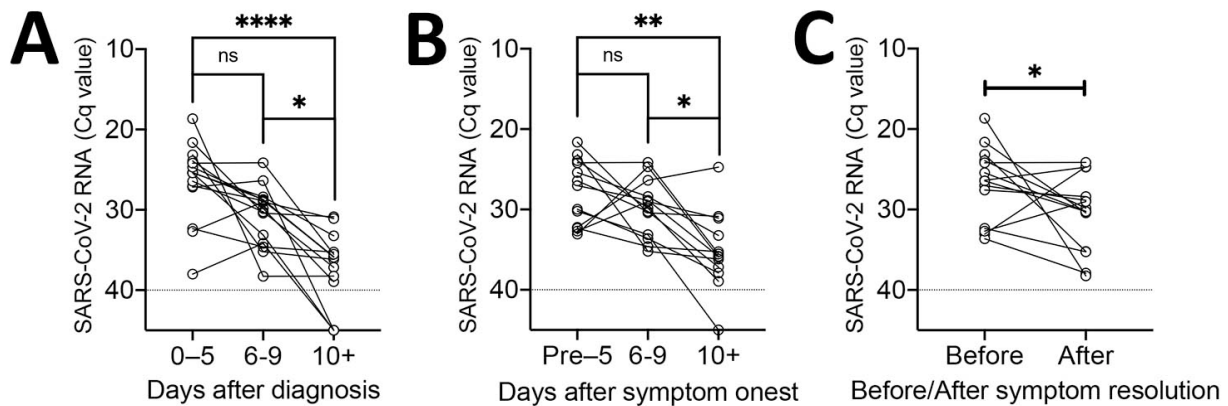 A
SARS-CoV-2 RNA (Cq value)
10
20
30
40
****
ns
*
0–5
6-9
10+
Days after diagnosis
B
SARS-CoV-2 RNA (Cq value)
10
20
30
40
**
ns
*
Pre–5
6-9
10+
Days after symptom onest
C
SARS-CoV-2 RNA (Cq value)
10
20
30
40
*
Before
After
Before/After symptom resolution